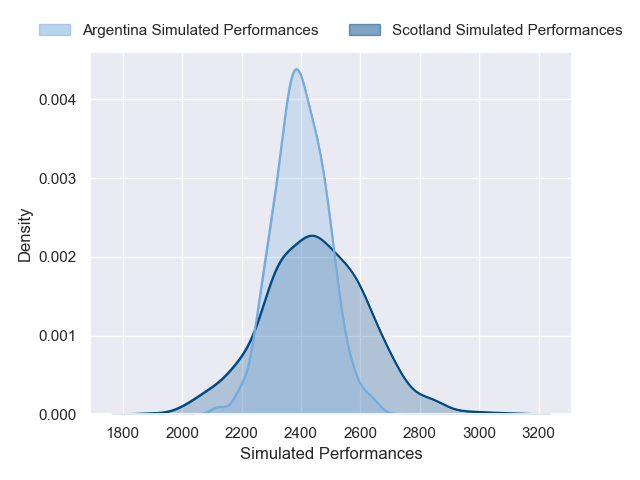 Argentina Simulated Performances Scotland Simulated Performances
0.004
0.003
0.002
0.001
0.000
Density
1800 2000 2200 2400 2600 2800 3000 3200
Simulated Performances